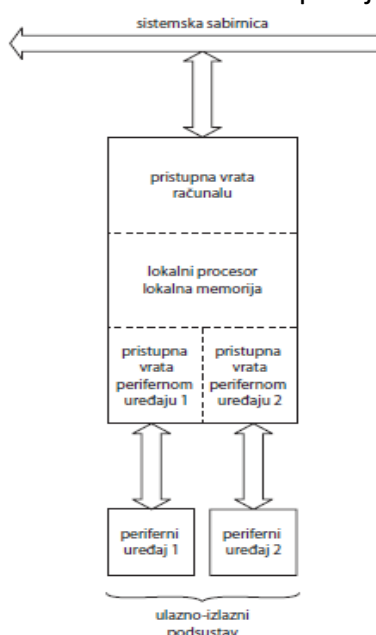 sistemska sabirnica
pristupna vrata
računalu
lokalni procesor
lokalna memorija
pristupna
vrata
perifernom
uređaju 1
pristupna
vrata
perifernom
uređaju 2
periferni
uređaj 1
periferni
uređaj 2
ulazno-izlazni
podsustav